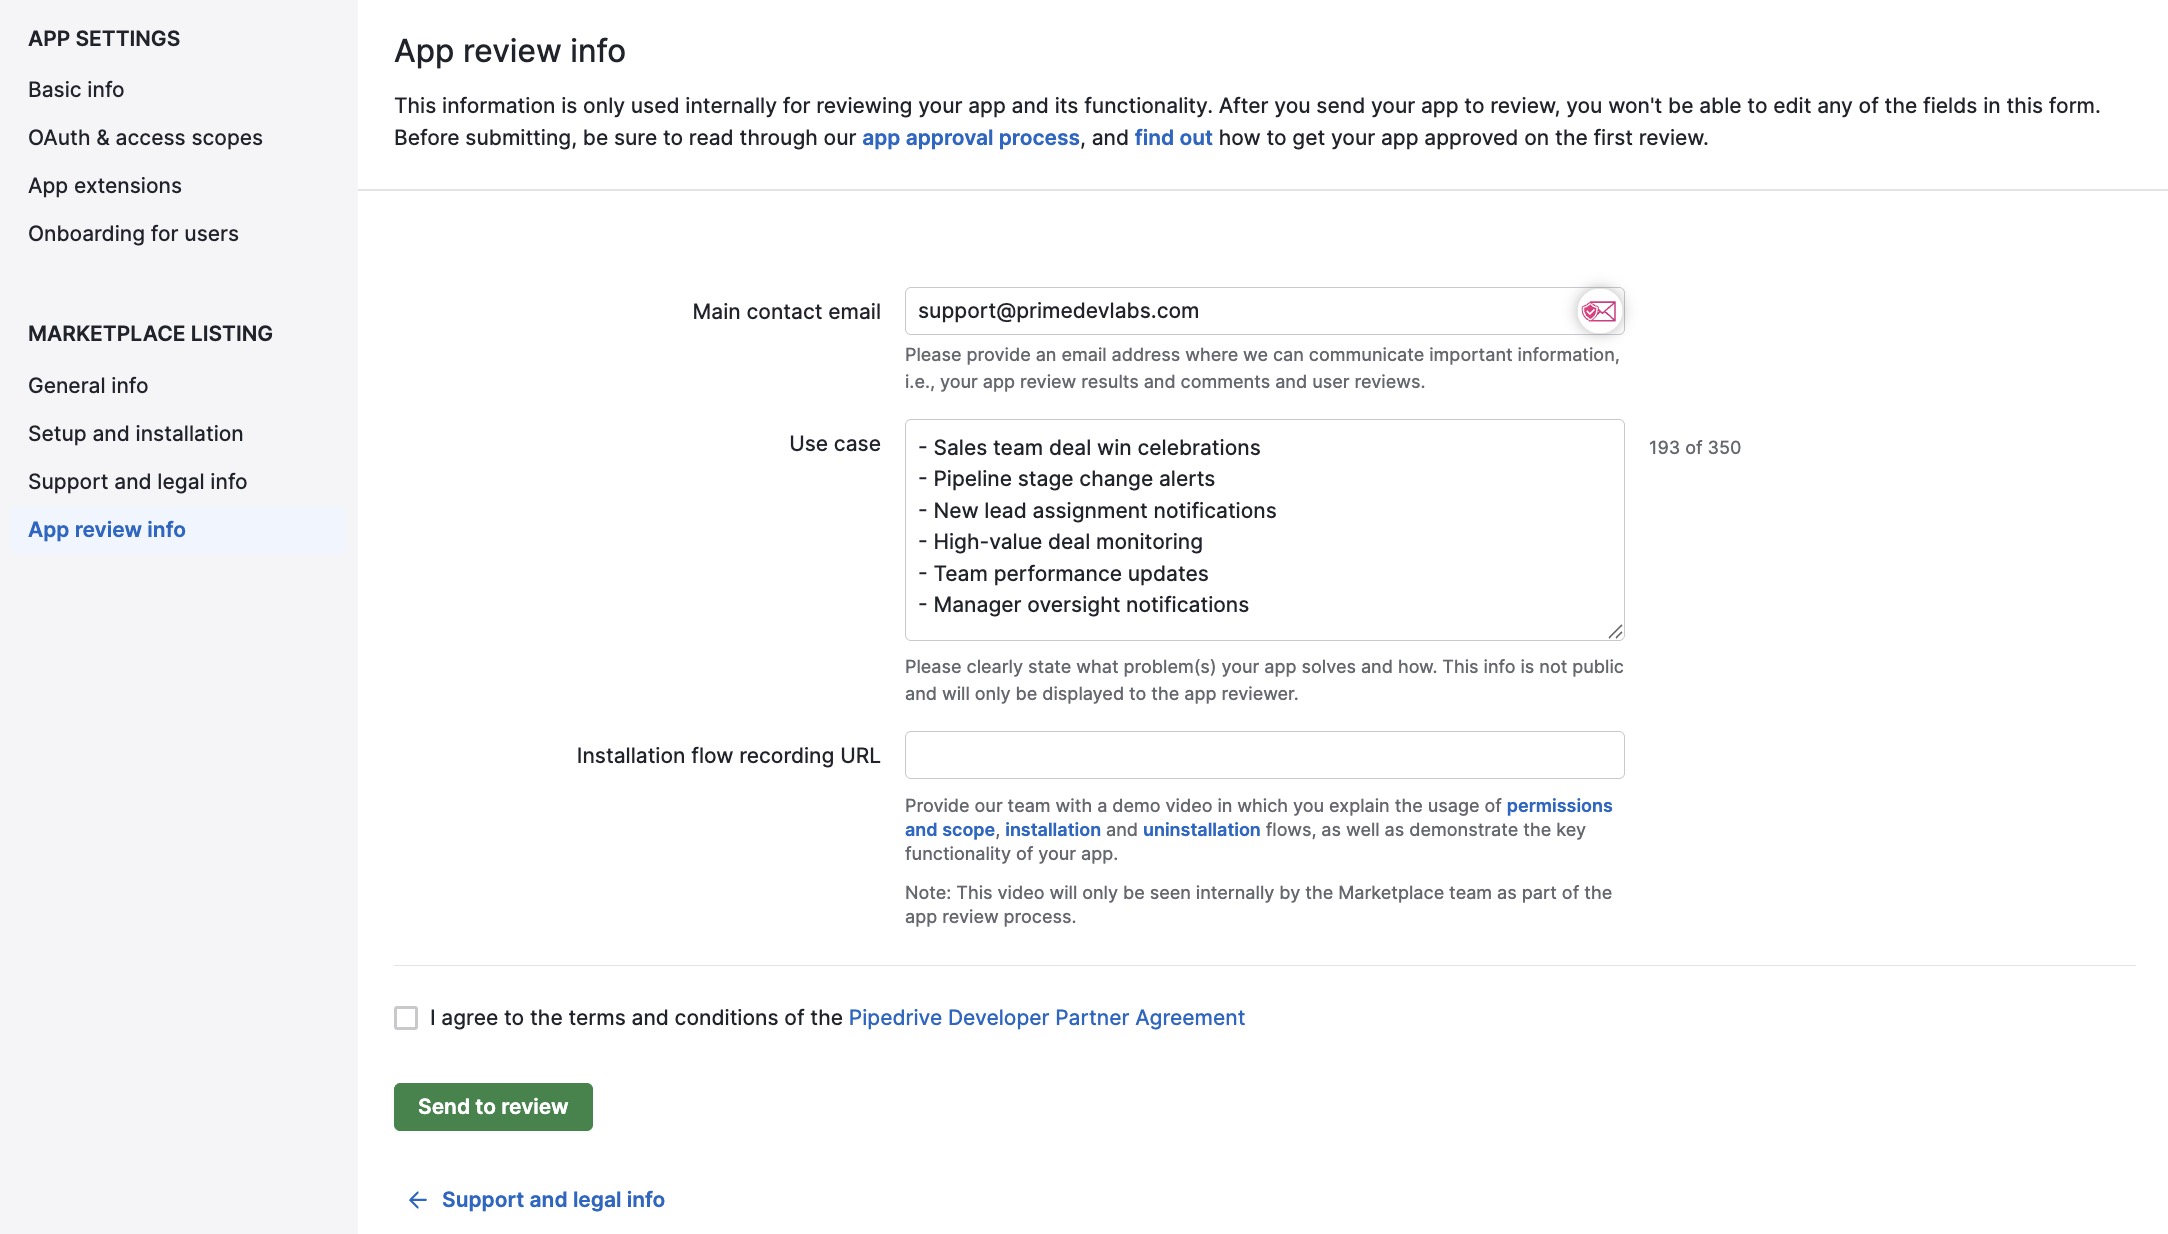 APP SETTINGS
Basic info
OAuth & access scopes
App extensions
Onboarding for users
MARKETPLACE LISTING
General info
Setup and installation
Support and legal info
App review info
App review info
This information is only used internally for reviewing your app and its functionality. After you send your app to review, you won't be able to edit any of the fields in this form.
Before submitting, be sure to read through our app approval process, and find out how to get your app approved on the first review.
Main contact email
support@primedevlabs.com
Please provide an email address where we can communicate important information,
i.e., your app review results and comments and user reviews.
Use case
- Sales team deal win celebrations
- Pipeline stage change alerts
- New lead assignment notifications
- High-value deal monitoring
- Team performance updates
- Manager oversight notifications
193 of 350
Please clearly state what problem(s) your app solves and how. This info is not public
and will only be displayed to the app reviewer.
Installation flow recording URL
Provide our team with a demo video in which you explain the usage of permissions
and scope, installation and uninstallation flows, as well as demonstrate the key
functionality of your app.
Note: This video will only be seen internally by the Marketplace team as part of the
app review process.
I agree to the terms and conditions of the Pipedrive Developer Partner Agreement
Send to review
← Support and legal info